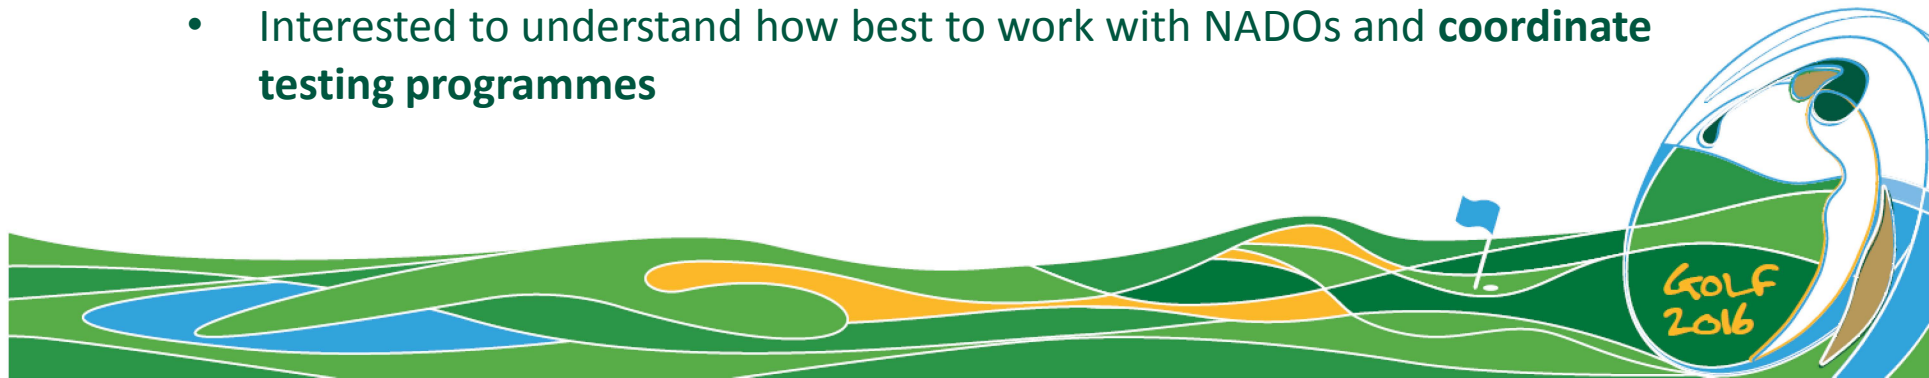 • Interested to understand how best to work with NADOs and coordinate
testing programmes
GOLF
2016